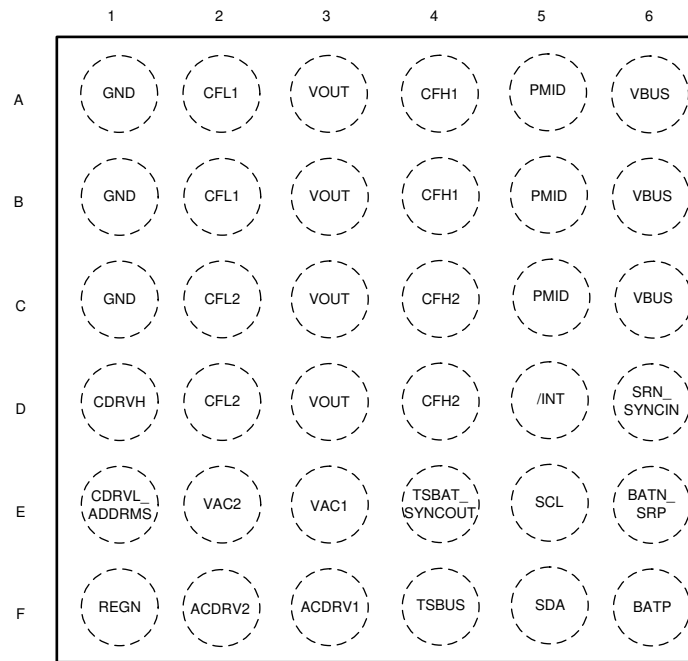 1 2 3 4 5 6
A GND CFL1 VOUT CFH1 PMID VBUS
B GND CFL1 VOUT CFH1 PMID VBUS
C GND CFL2 VOUT CFH2 PMID VBUS
D CDRVH CFL2 VOUT CFH2 /INT SRN_
SYNCIN
E CDRVL_
ADDRMS VAC2 VAC1 TSBAT_
SYNCOUT SCL BATN_
SRP
F REGN ACDRV2 ACDRV1 TSBUS SDA BATP